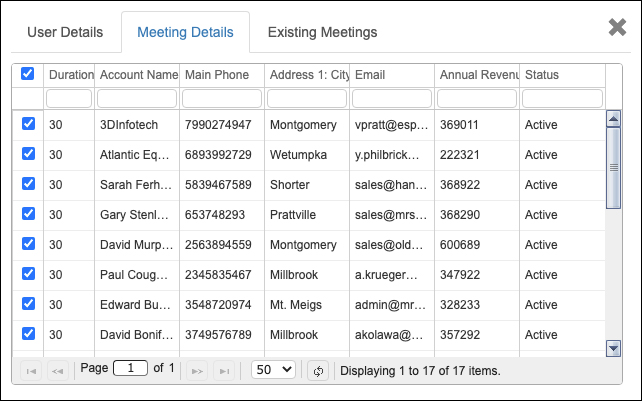 User Details Meeting Details Existing Meetings
Duration Account Name Main Phone Address 1: City Email Annual Revenu Status
30 3DInfotech 7990274947 Montgomery vpratt@esp... 369011 Active
30 Atlantic Eq... 6893992729 Wetumpka y.philbrick... 222321 Active
30 Sarah Ferh... 5839467589 Shorter sales@han... 368922 Active
30 Gary Stenl... 653748293 Prattville sales@mrs... 368290 Active
30 David Murp... 2563894559 Montgomery sales@old... 600689 Active
30 Paul Coug... 2345835467 Millbrook a.krueger... 347922 Active
30 Edward Bu... 3548720974 Mt. Meigs admin@mr... 328233 Active
30 David Bonif... 3749576789 Millbrook akolawa@... 357292 Active
Page 1 of 1 50 Displaying 1 to 17 of 17 items.